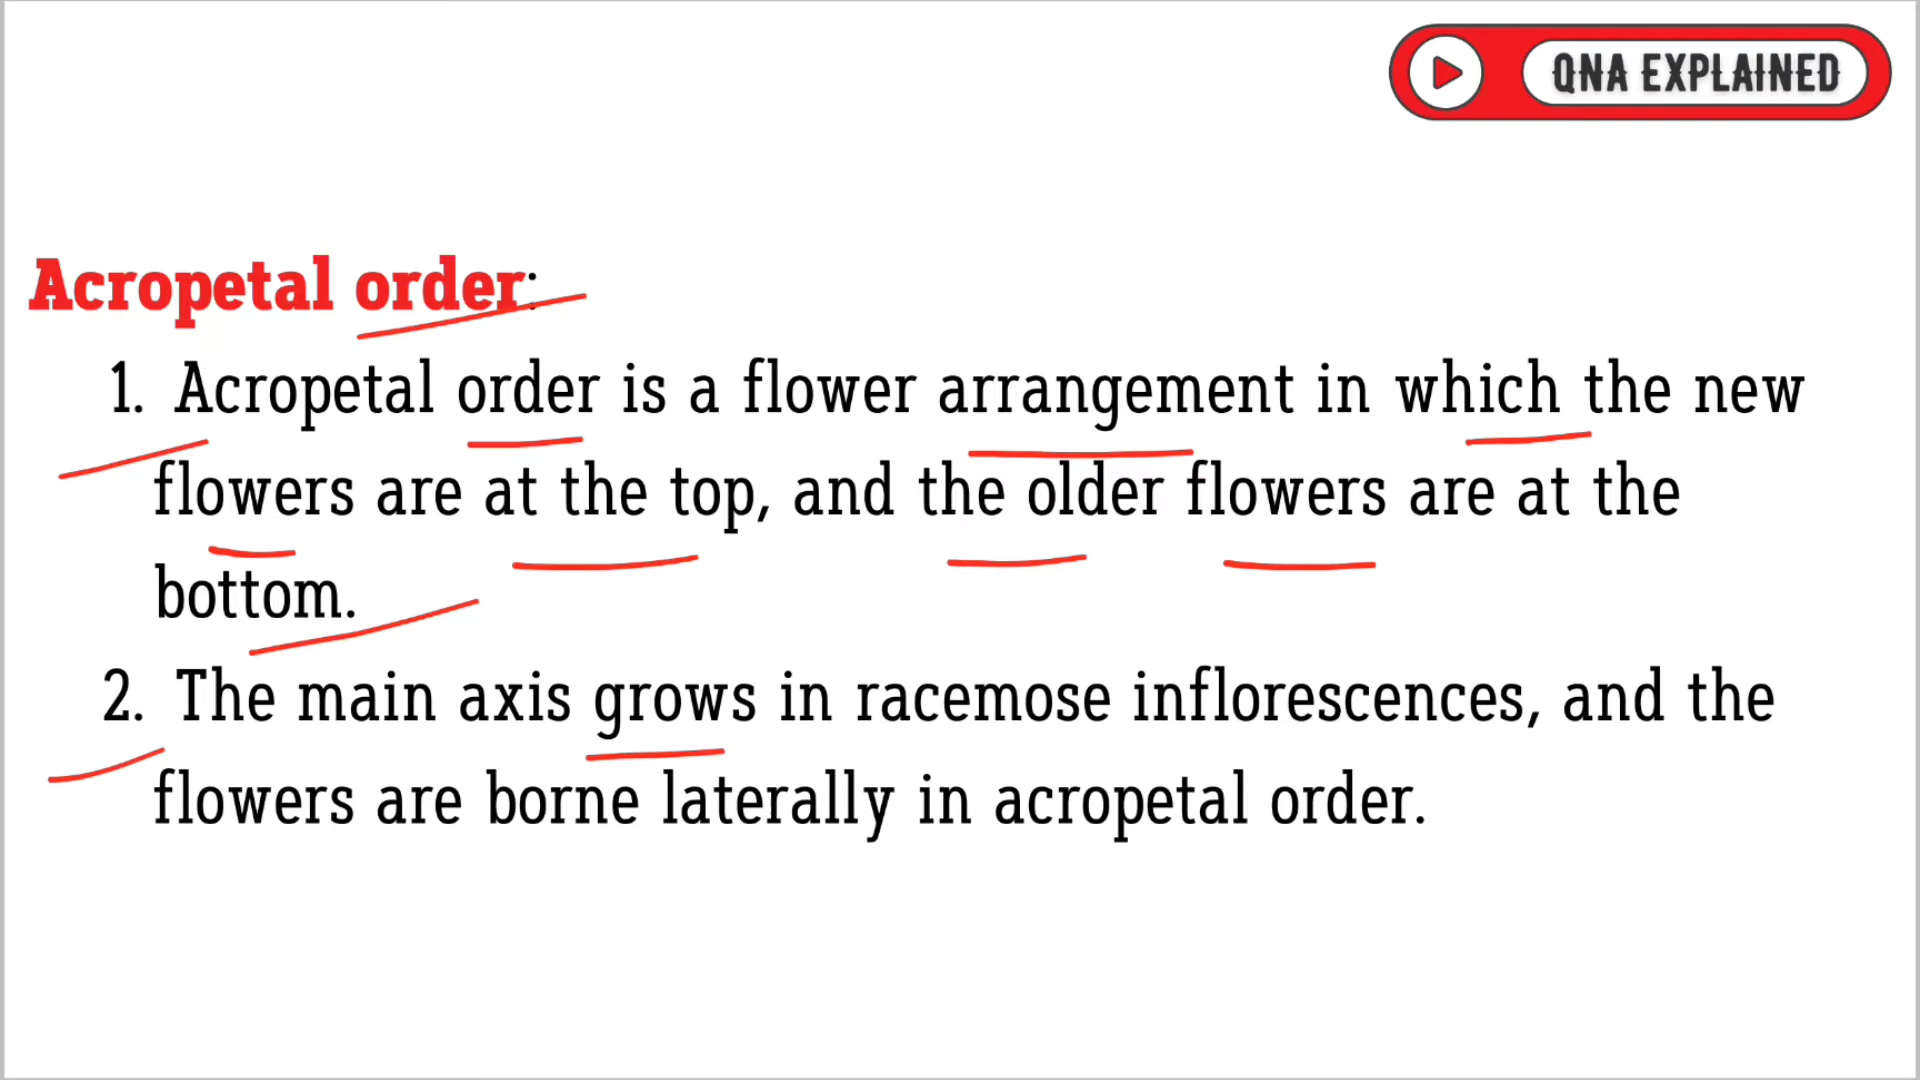 QNA EXPLAINED
Acropetal order:
1. Acropetal order is a flower arrangement in which the new
flowers are at the top, and the older flowers are at the
bottom.
2. The main axis grows in racemose inflorescences, and the
flowers are borne laterally in acropetal order.